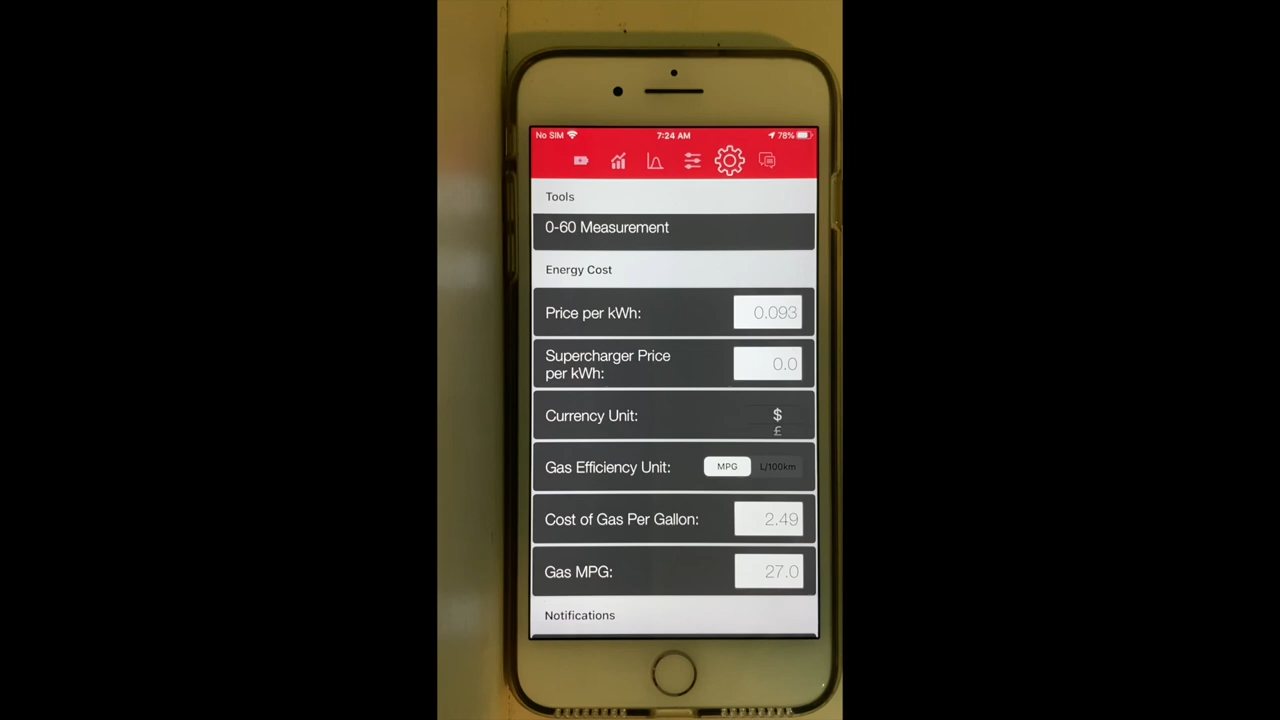 No SIM 7:24 AM 78%
Tools
0-60 Measurement
Energy Cost
Price per kWh: 0.093
Supercharger Price
per kWh: 0.0
Currency Unit: $
£
Gas Efficiency Unit: MPG L/100km
Cost of Gas Per Gallon: 2.49
Gas MPG: 27.0
Notifications